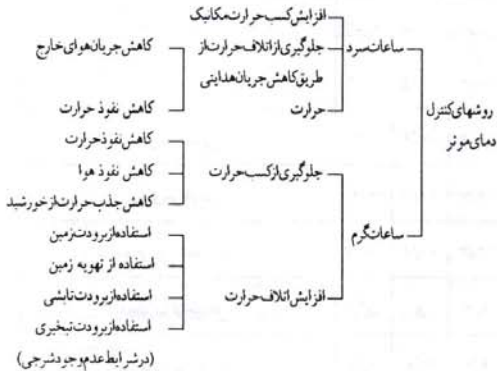 روشهای کنترل
دمای موثر
ساعات سرد
افزایش کسب حرارت مکانیک
جلوگیری از اتلاف حرارت از
طریق کاهش جریان هدایتی
حرارت
کاهش جریان هوای خارج
کاهش نفوذ حرارت
ساعات گرم
جلوگیری از کسب حرارت
کاهش نفوذ حرارت
کاهش نفوذ هوا
کاهش جذب حرارت از خورشید
افزایش اتلاف حرارت
استفاده از برودت زمین
استفاده از تهویه زمین
استفاده از برودت تابشی
استفاده از برودت تبخیری
(در شرایط عدم وجود شرجی)